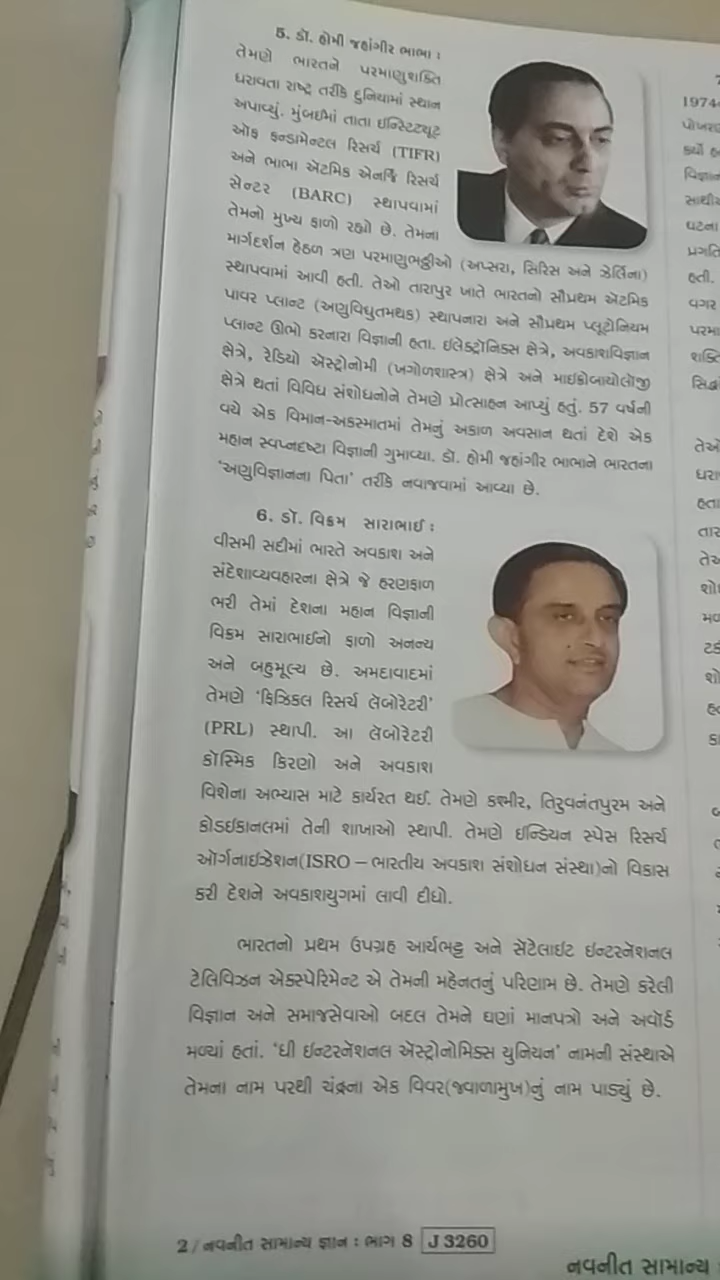 5. ડૉ. હોમી જહાંગીર ભાભા :
તેમણે ભારતને પરમાણુશક્તિ
ધરાવતા રાષ્ટ્ર તરીકે દુનિયામાં સ્થાન
અપાવ્યું. મુંબઈમાં તાતા ઇન્સ્ટિટ્યૂટ
ઑફ ફન્ડામેન્ટલ રિસર્ચ (TIFR)
અને ભાભા ઍટમિક એનર્જિ રિસર્ચ
સેન્ટર (BARC) સ્થાપવામાં
તેમનો મુખ્ય ફાળો રહ્યો છે. તેમના
માર્ગદર્શન હેઠળ ત્રણ પરમાણુભઠ્ઠીઓ (અપ્સરા, સિરિસ અને ઝેર્લિના)
સ્થાપવામાં આવી હતી. તેઓ તારાપુર ખાતે ભારતનો સૌપ્રથમ ઍટમિક
પાવર પ્લાન્ટ (અણુવિદ્યુતમથક) સ્થાપનારા અને સૌપ્રથમ પ્લૂટોનિયમ
પ્લાન્ટ ઊભો કરનારા વિજ્ઞાની હતા. ઇલેક્ટ્રૉનિક્સ ક્ષેત્રે, અવકાશવિજ્ઞાન
ક્ષેત્રે, રેડિયો ઍસ્ટ્રોનોમી (ખગોળશાસ્ત્ર) ક્ષેત્રે અને માઇક્રોબાયોલૉજી
ક્ષેત્રે થતાં વિવિધ સંશોધનોને તેમણે પ્રોત્સાહન આપ્યું હતું. 57 વર્ષની
વયે એક વિમાન-અકસ્માતમાં તેમનું અકાળ અવસાન થતાં દેશે એક
મહાન સ્વપ્નદ્રષ્ટા વિજ્ઞાની ગુમાવ્યા. ડૉ. હોમી જહાંગીર ભાભાને ભારતના
'અણુવિજ્ઞાનના પિતા' તરીકે નવાજવામાં આવ્યા છે.
6. ડૉ. વિક્રમ સારાભાઈ :
વીસમી સદીમાં ભારતે અવકાશ અને
સંદેશાવ્યવહારના ક્ષેત્રે જે હરણફાળ
ભરી તેમાં દેશના મહાન વિજ્ઞાની
વિક્રમ સારાભાઈનો ફાળો અનન્ય
અને બહુમૂલ્ય છે. અમદાવાદમાં
તેમણે 'ફિઝિકલ રિસર્ચ લૅબોરેટરી'
(PRL) સ્થાપી. આ લૅબોરેટરી
કૉસ્મિક કિરણો અને અવકાશ
વિશેના અભ્યાસ માટે કાર્યરત થઈ. તેમણે કશ્મીર, તિરુવનંતપુરમ અને
કોડઈકાનલમાં તેની શાખાઓ સ્થાપી. તેમણે ઇન્ડિયન સ્પેસ રિસર્ચ
ઑર્ગનાઇઝેશન(ISRO – ભારતીય અવકાશ સંશોધન સંસ્થા)નો વિકાસ
કરી દેશને અવકાશયુગમાં લાવી દીધો.
ભારતનો પ્રથમ ઉપગ્રહ આર્યભટ્ટ અને સૅટેલાઇટ ઇન્ટરનૅશનલ
ટેલિવિઝન એક્સપેરિમેન્ટ એ તેમની મહેનતનું પરિણામ છે. તેમણે કરેલી
વિજ્ઞાન અને સમાજસેવાઓ બદલ તેમને ઘણાં માનપત્રો અને અવૉર્ડ
મળ્યાં હતાં. 'ધી ઇન્ટરનૅશનલ ઍસ્ટ્રોનોમિક્સ યુનિયન' નામની સંસ્થાએ
તેમના નામ પરથી ચંદ્રના એક વિવર(જ્વાળામુખ)નું નામ પાડ્યું છે.
2 / નવનીત સામાન્ય જ્ઞાન : ભાગ 8 J 3260
1974
પોખરણ
વિજ્ઞાન
ઘટના
પ્રગતિ
હતી.
વગર
નવનીત સામાન્ય